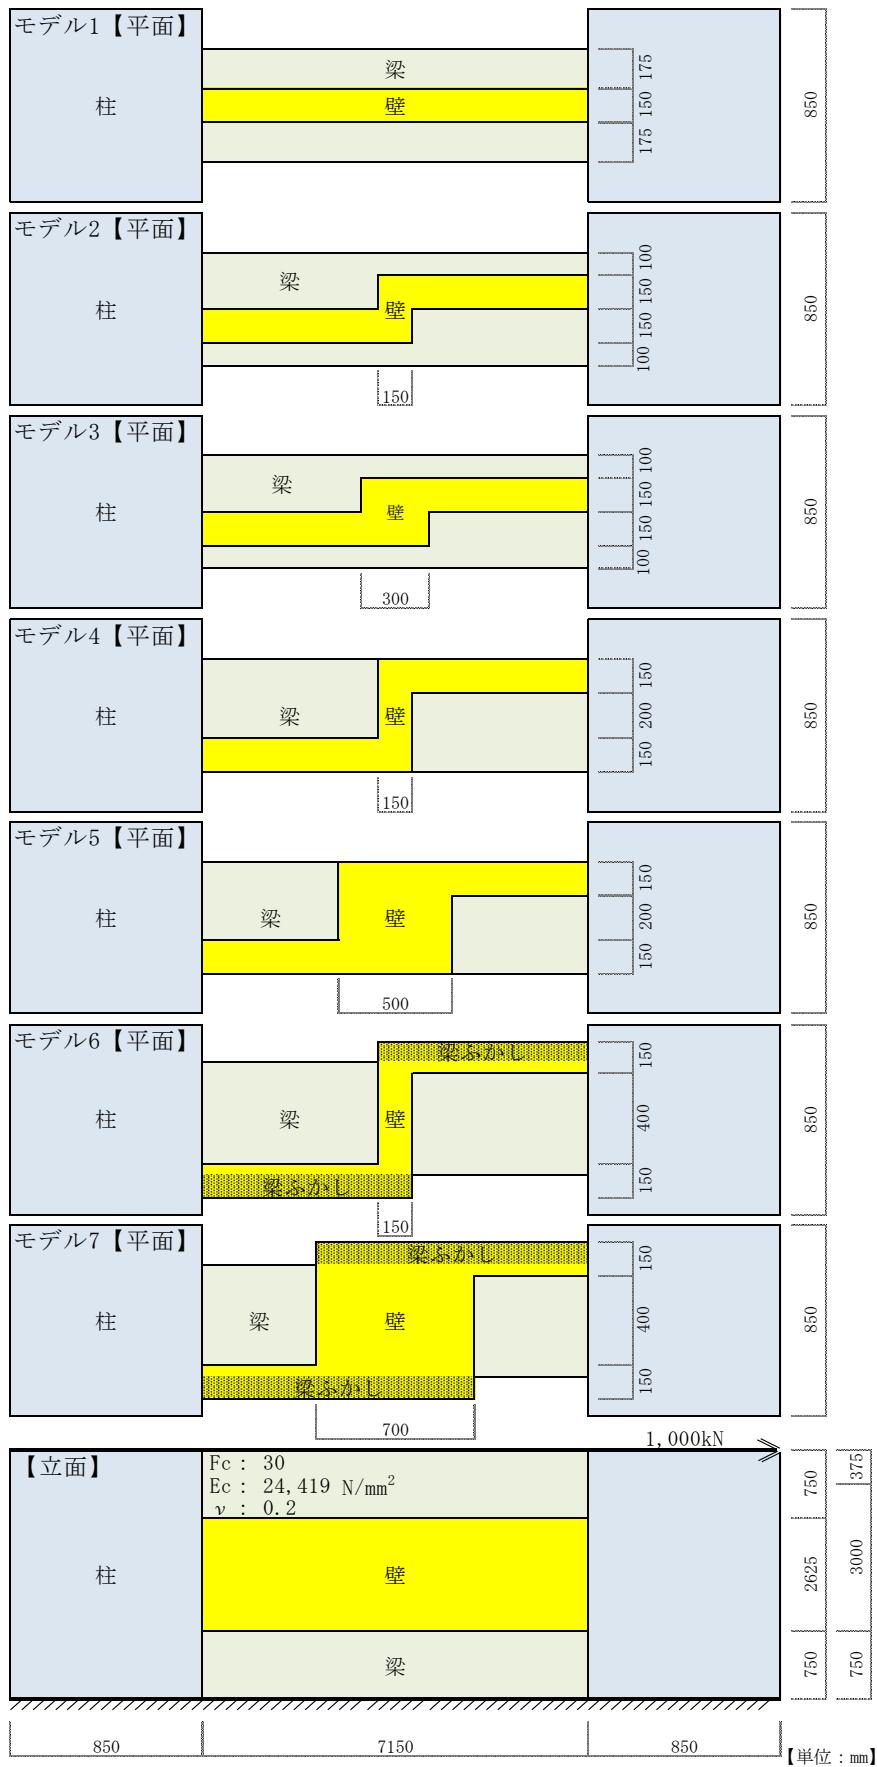 モデル1【平面】
柱
梁
壁
175
150
175
850
モデル2【平面】
柱
梁
壁
100
150
150
100
150
850
モデル3【平面】
柱
梁
壁
100
150
150
100
300
850
モデル4【平面】
柱
梁
壁
150
200
150
150
850
モデル5【平面】
柱
梁
壁
150
200
150
500
850
モデル6【平面】
柱
梁ふかし
梁
壁
梁ふかし
150
400
150
150
850
モデル7【平面】
柱
梁ふかし
梁
壁
梁ふかし
150
400
150
700
850
1,000kN
【立面】
Fc : 30
Ec : 24,419 N/mm²
ν : 0.2
柱
壁
梁
750
2625
750
375
3000
750
850
7150
850
【単位：mm】